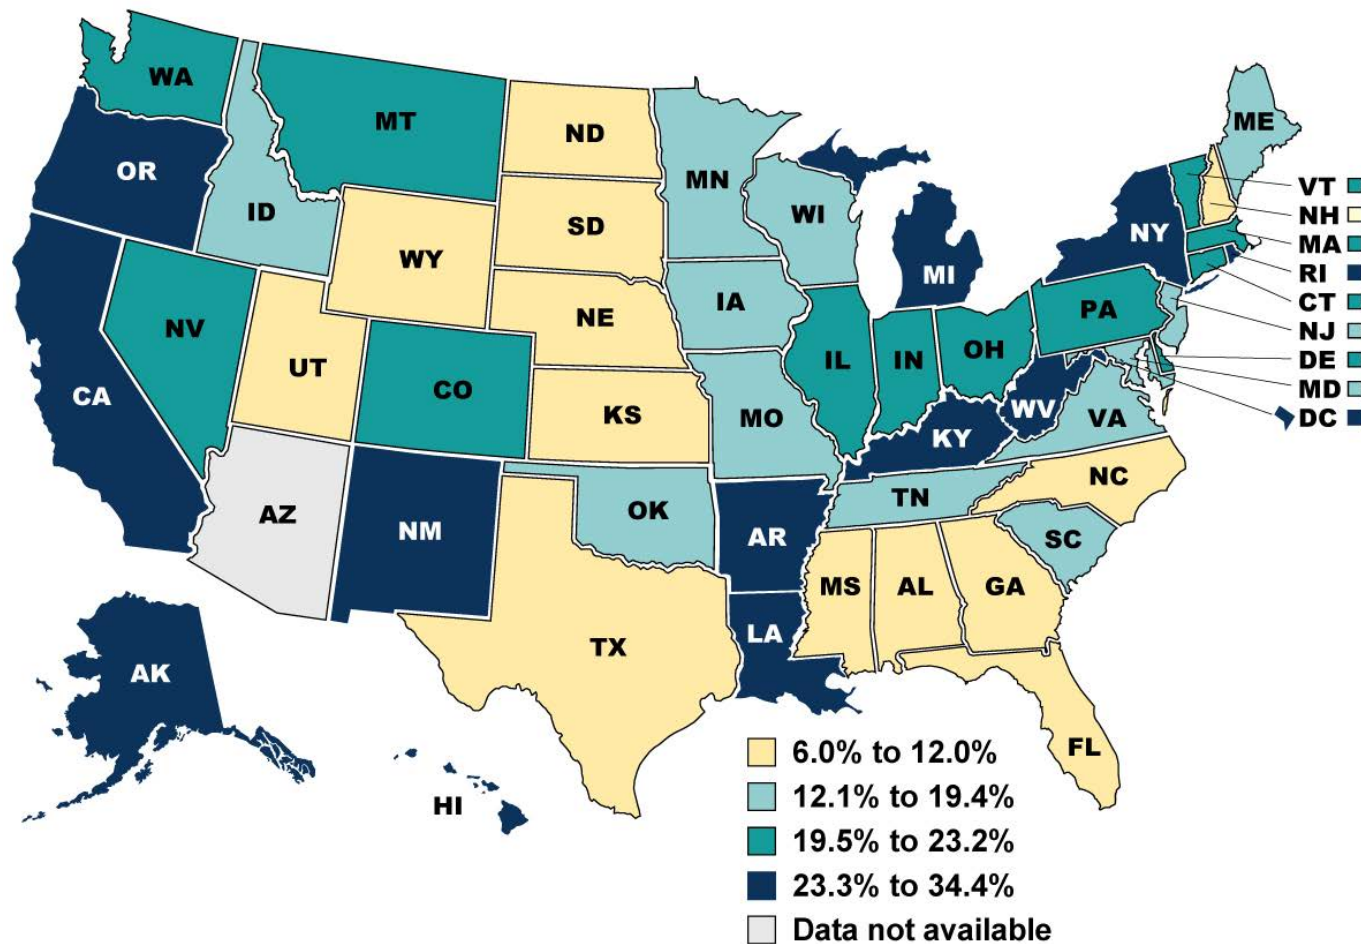 WA
MT
ND
MN
ME
OR
ID
SD
WI
VT
NH
WY
MI
NY
MA
RI
NV
UT
NE
IA
PA
CT
NJ
CA
CO
IL
IN
OH
DE
MD
KS
MO
KY
WV
VA
DC
AZ
NM
OK
AR
TN
NC
SC
MS
AL
GA
TX
LA
AK
FL
HI
6.0% to 12.0%
12.1% to 19.4%
19.5% to 23.2%
23.3% to 34.4%
Data not available